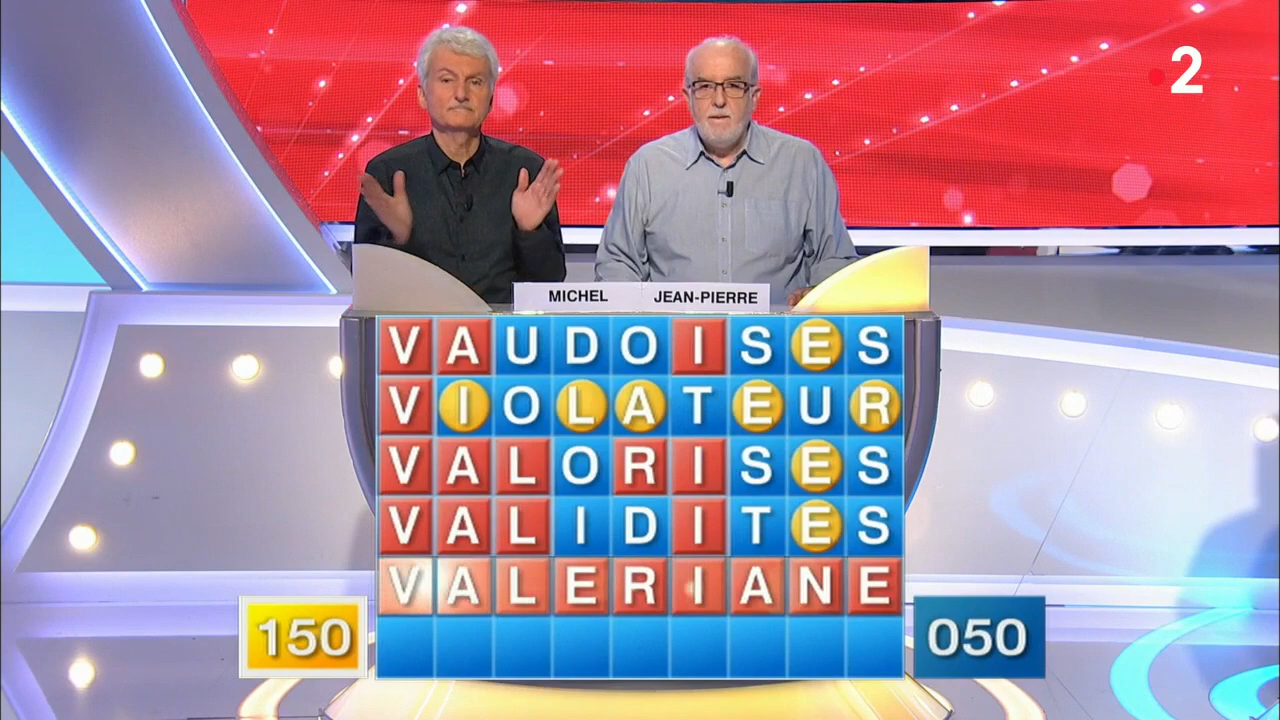 2
MICHEL JEAN-PIERRE
VAUDOISES
VIOLATEUR
VALORISES
VALIDITES
VALERIANE
150 050